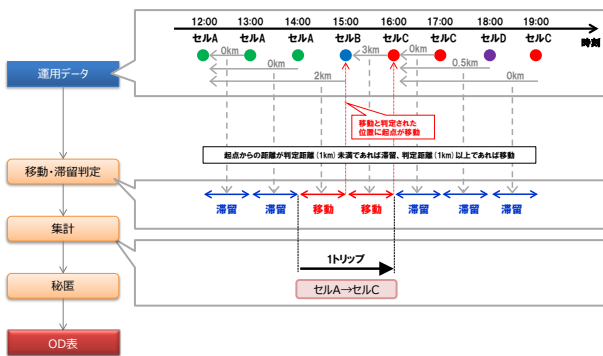 12:00 13:00 14:00 15:00 16:00 17:00 18:00 19:00
セルA セルA セルA セルB セルC セルC セルD セルC
時刻
0km 3km 0km
0km 0.5km
2km 0km
運用データ
移動と判定された
位置に起点が移動
起点からの距離が判定距離(1km)未満であれば滞留、判定距離(1km)以上であれば移動
移動・滞留判定
滞留 滞留 移動 移動 滞留 滞留 滞留
集計
1トリップ
秘匿
セルA→セルC
OD表